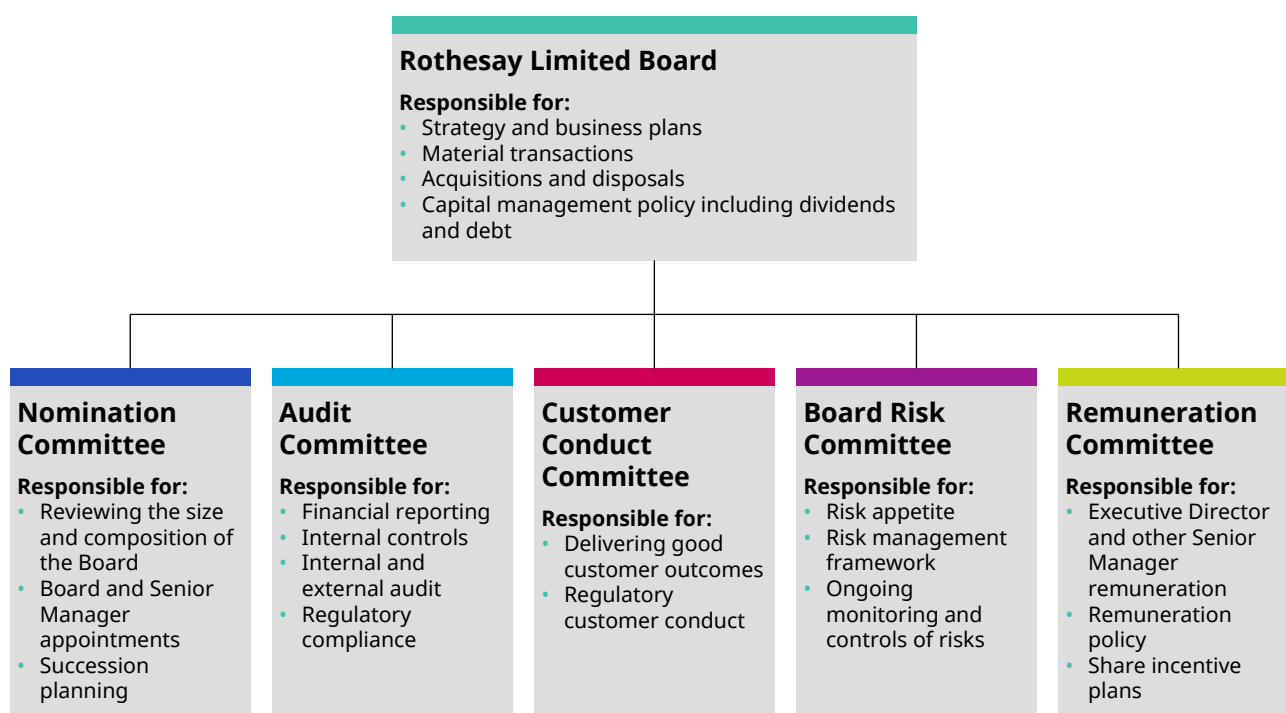 Rothesay Limited Board
Responsible for:
• Strategy and business plans
• Material transactions
• Acquisitions and disposals
• Capital management policy including dividends
and debt
Nomination
Committee
Responsible for:
• Reviewing the size
and composition of
the Board
• Board and Senior
Manager
appointments
• Succession
planning
Audit
Committee
Responsible for:
• Financial reporting
• Internal controls
• Internal and
external audit
• Regulatory
compliance
Customer
Conduct
Committee
Responsible for:
• Delivering good
customer outcomes
• Regulatory
customer conduct
Board Risk
Committee
Responsible for:
• Risk appetite
• Risk management
framework
• Ongoing
monitoring and
controls of risks
Remuneration
Committee
Responsible for:
• Executive Director
and other Senior
Manager
remuneration
• Remuneration
policy
• Share incentive
plans